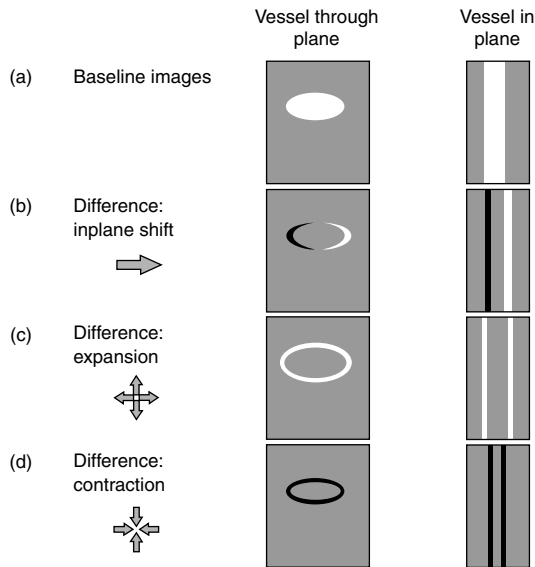 Vessel through
plane
Vessel in
plane
(a) Baseline images
(b) Difference:
inplane shift
(c) Difference:
expansion
(d) Difference:
contraction